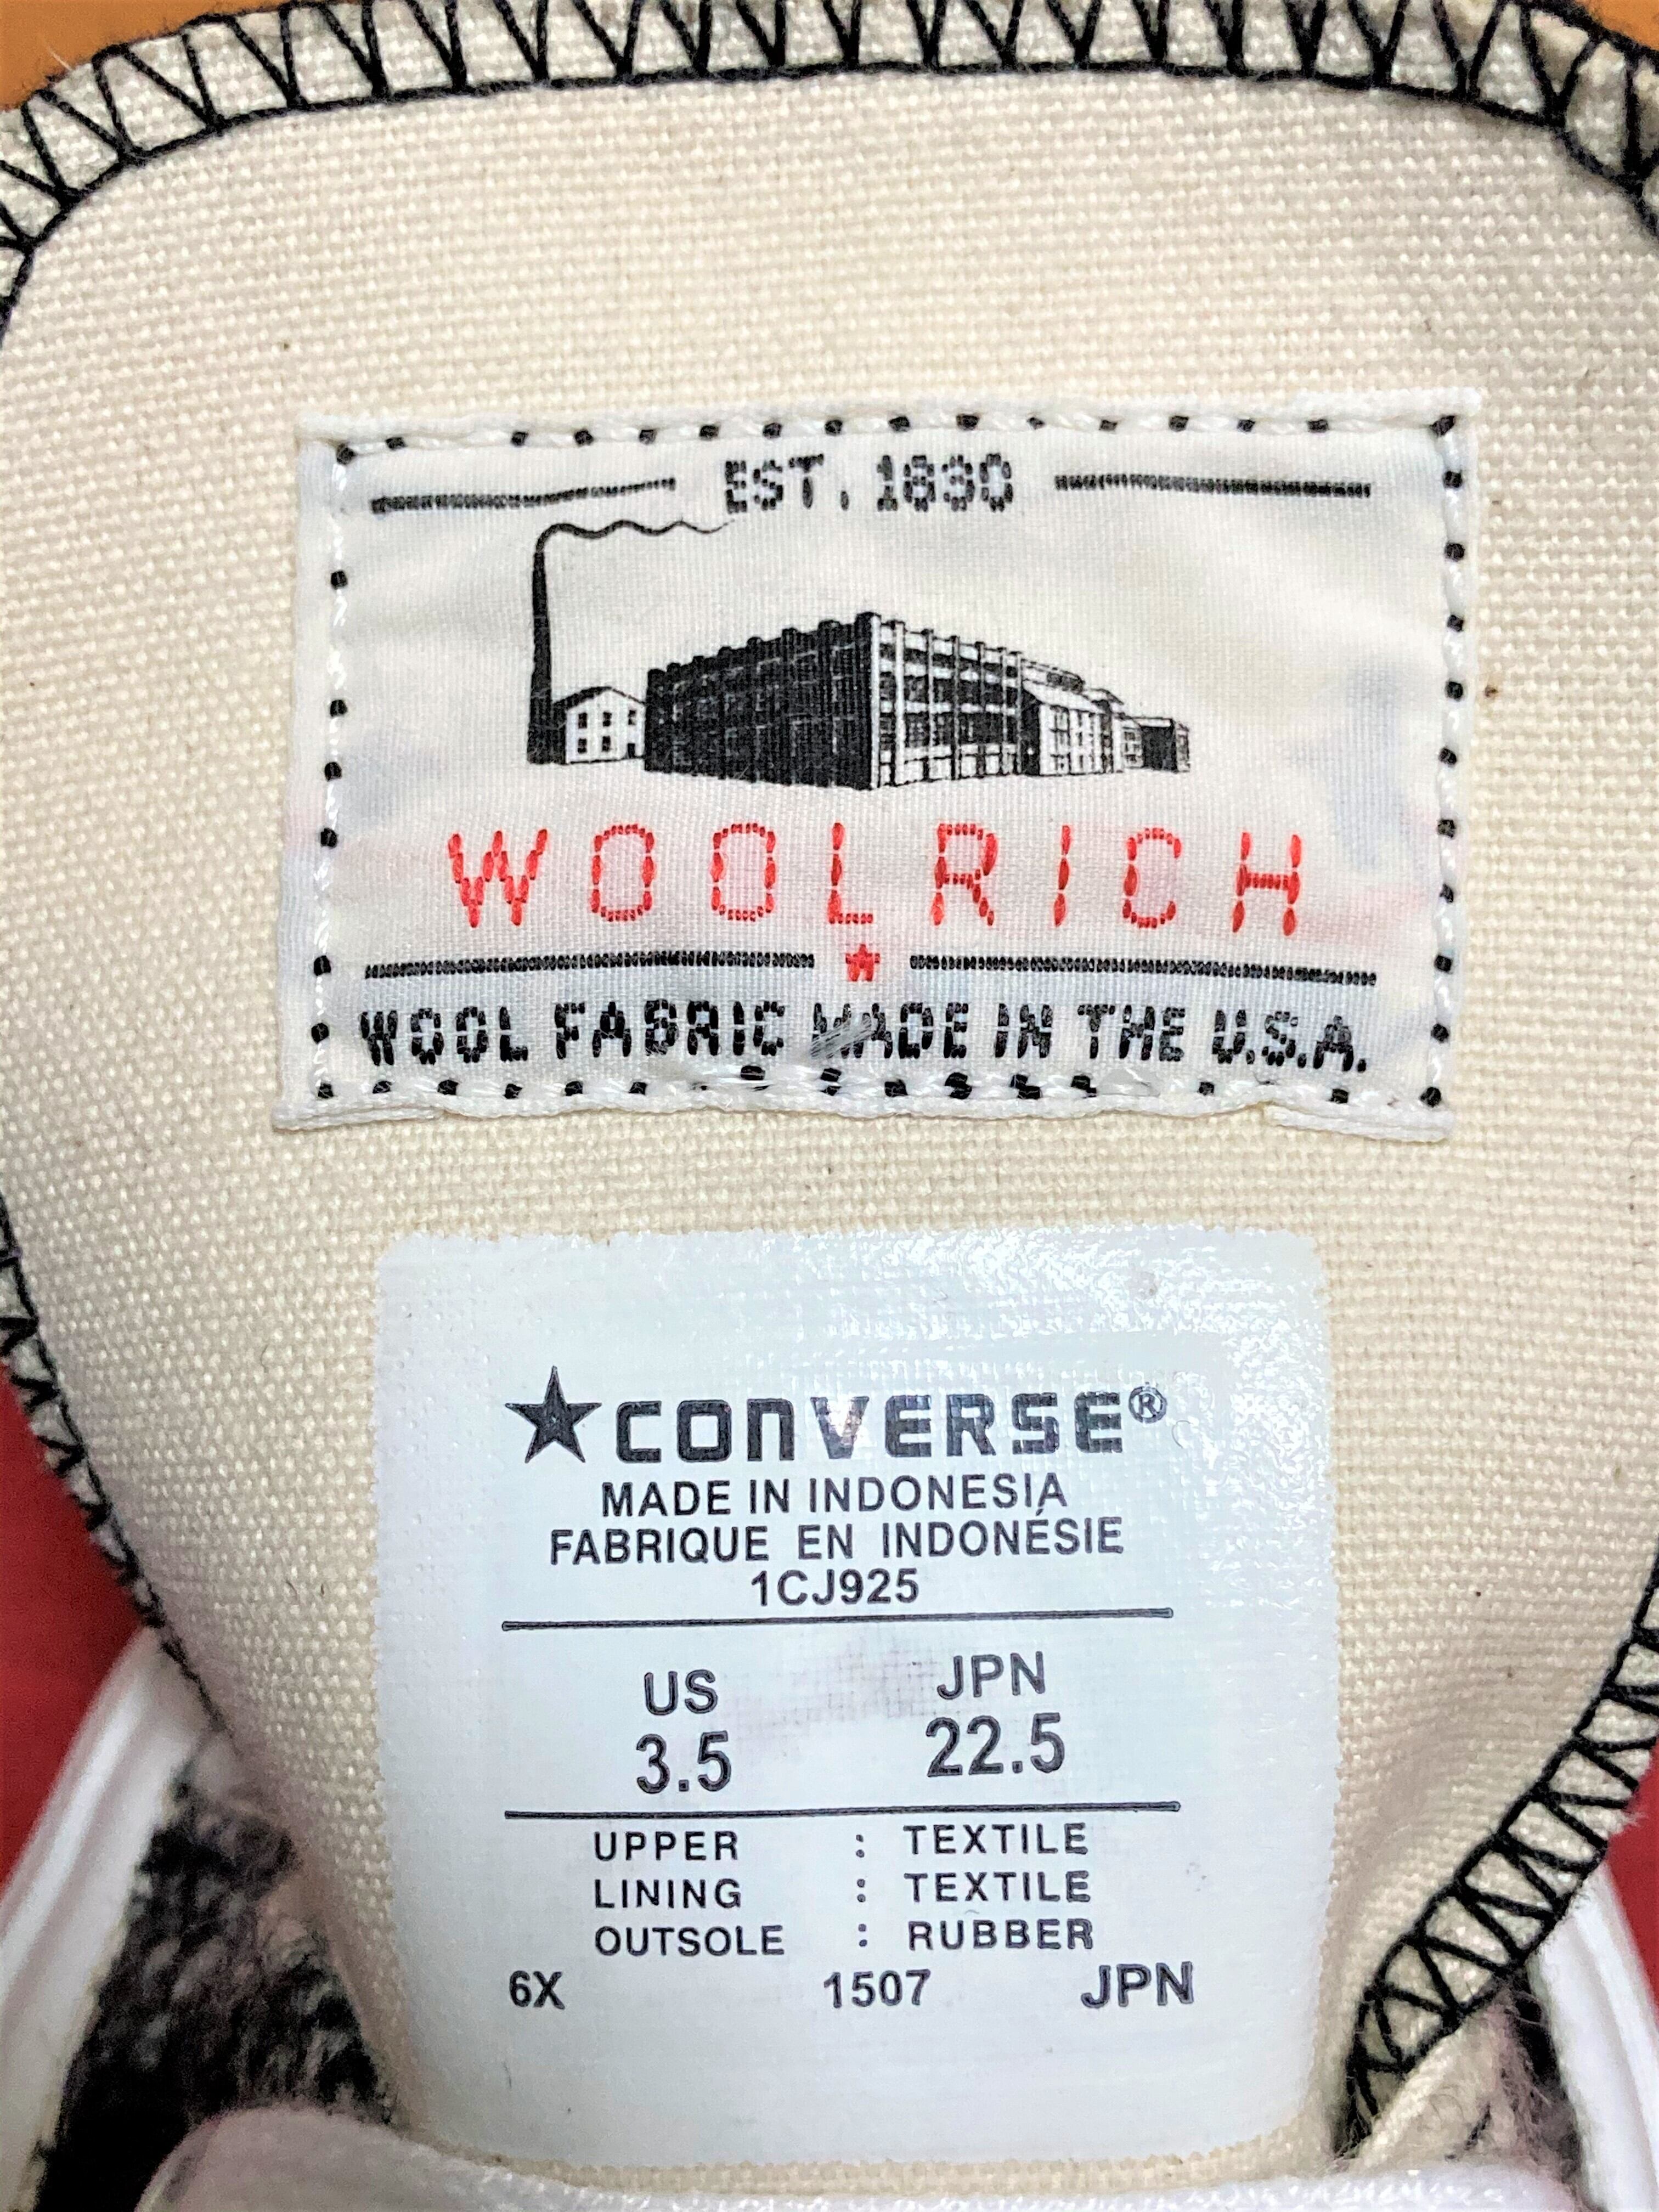 EST. 1830
WOOLRICH
WOOL FABRIC MADE IN THE U.S.A.
CONVERSE®
MADE IN INDONESIA
FABRIQUE EN INDONÉSIE
1CJ925
US JPN
3.5 22.5
UPPER : TEXTILE
LINING : TEXTILE
OUTSOLE : RUBBER
6X 1507 JPN